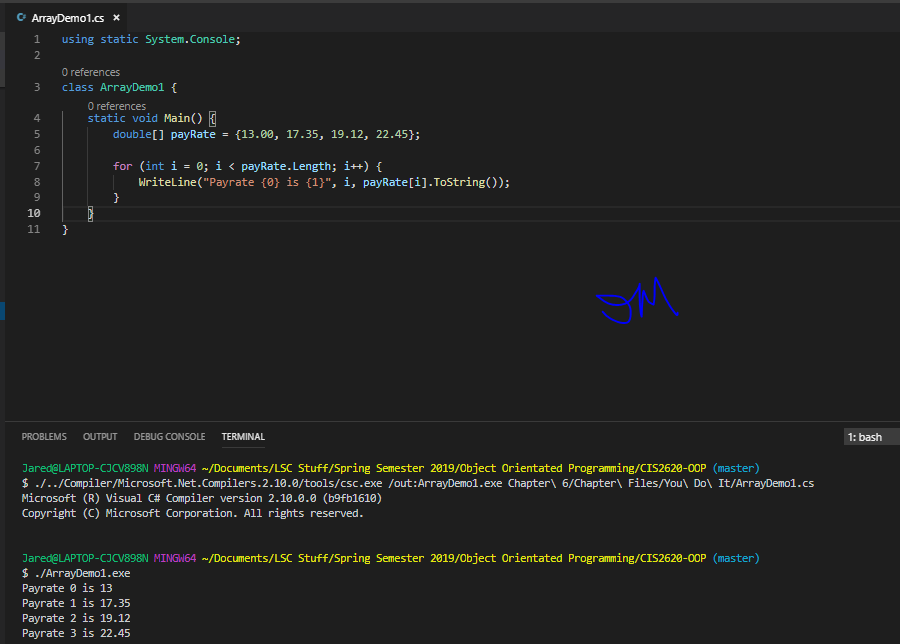 ArrayDemo1.cs ×
1 using static System.Console;
2
0 references
3 class ArrayDemo1 {
0 references
4 static void Main() {
5 double[] payRate = {13.00, 17.35, 19.12, 22.45};
6
7 for (int i = 0; i < payRate.Length; i++) {
8 WriteLine("Payrate {0} is {1}", i, payRate[i].ToString());
9 }
10 }
11 }
JM
PROBLEMS OUTPUT DEBUG CONSOLE TERMINAL 1: bash
Jared@LAPTOP-CJCV898N MINGW64 ~/Documents/LSC Stuff/Spring Semester 2019/Object Orientated Programming/CIS2620-OOP (master)
$ ./../Compiler/Microsoft.Net.Compilers.2.10.0/tools/csc.exe /out:ArrayDemo1.exe Chapter\ 6/Chapter\ Files/You\ Do\ It/ArrayDemo1.cs
Microsoft (R) Visual C# Compiler version 2.10.0.0 (b9fb1610)
Copyright (C) Microsoft Corporation. All rights reserved.
Jared@LAPTOP-CJCV898N MINGW64 ~/Documents/LSC Stuff/Spring Semester 2019/Object Orientated Programming/CIS2620-OOP (master)
$ ./ArrayDemo1.exe
Payrate 0 is 13
Payrate 1 is 17.35
Payrate 2 is 19.12
Payrate 3 is 22.45